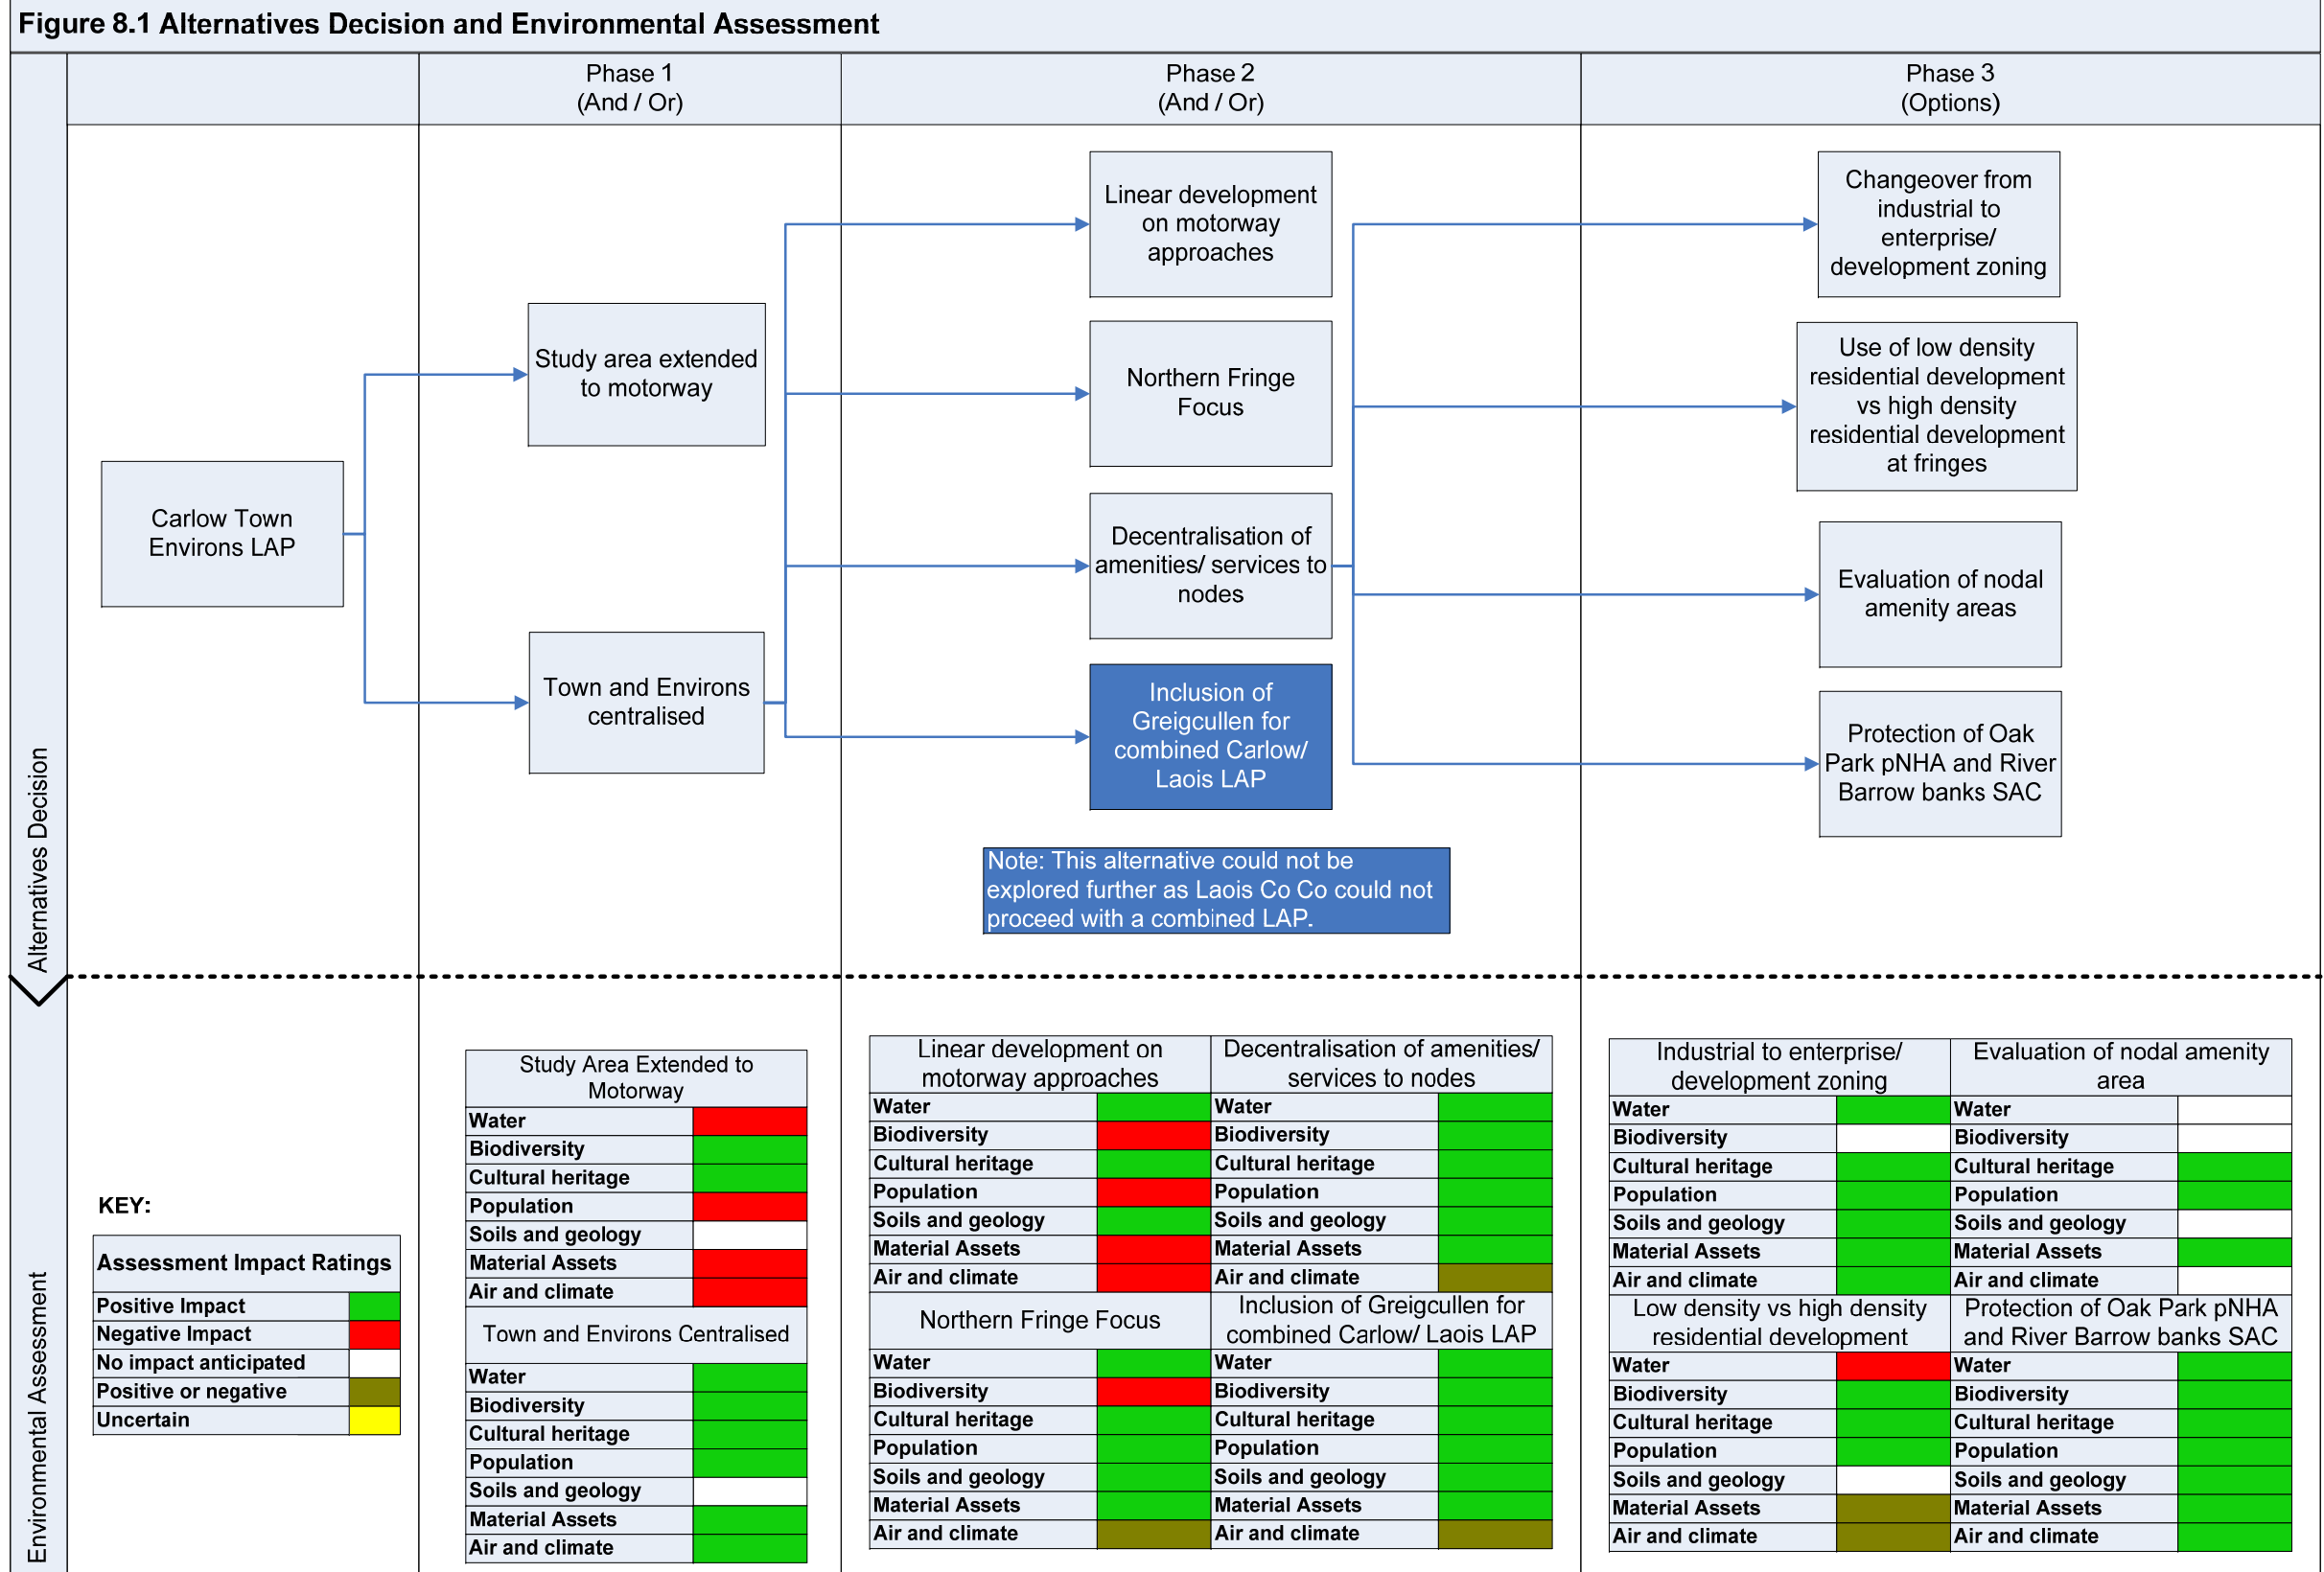 Figure 8.1 Alternatives Decision and Environmental Assessment
Phase 1
(And / Or)
Phase 2
(And / Or)
Phase 3
(Options)
Alternatives Decision
Carlow Town
Environs LAP
Study area extended
to motorway
Town and Environs
centralised
Linear development
on motorway
approaches
Northern Fringe
Focus
Decentralisation of
amenities/ services to
nodes
Inclusion of
Greigcullen for
combined Carlow/
Laois LAP
Note: This alternative could not be
explored further as Laois Co Co could not
proceed with a combined LAP.
Changeover from
industrial to
enterprise/
development zoning
Use of low density
residential development
vs high density
residential development
at fringes
Evaluation of nodal
amenity areas
Protection of Oak
Park pNHA and River
Barrow banks SAC
Environmental Assessment
KEY:
Assessment Impact Ratings
Positive Impact
Negative Impact
No impact anticipated
Positive or negative
Uncertain
Study Area Extended to
Motorway
Water
Biodiversity
Cultural heritage
Population
Soils and geology
Material Assets
Air and climate
Town and Environs Centralised
Water
Biodiversity
Cultural heritage
Population
Soils and geology
Material Assets
Air and climate
Linear development on
motorway approaches
Water
Biodiversity
Cultural heritage
Population
Soils and geology
Material Assets
Air and climate
Decentralisation of amenities/
services to nodes
Water
Biodiversity
Cultural heritage
Population
Soils and geology
Material Assets
Air and climate
Northern Fringe Focus
Water
Biodiversity
Cultural heritage
Population
Soils and geology
Material Assets
Air and climate
Inclusion of Greigcullen for
combined Carlow/ Laois LAP
Water
Biodiversity
Cultural heritage
Population
Soils and geology
Material Assets
Air and climate
Industrial to enterprise/
development zoning
Water
Biodiversity
Cultural heritage
Population
Soils and geology
Material Assets
Air and climate
Evaluation of nodal amenity
area
Water
Biodiversity
Cultural heritage
Population
Soils and geology
Material Assets
Air and climate
Low density vs high density
residential development
Water
Biodiversity
Cultural heritage
Population
Soils and geology
Material Assets
Air and climate
Protection of Oak Park pNHA
and River Barrow banks SAC
Water
Biodiversity
Cultural heritage
Population
Soils and geology
Material Assets
Air and climate